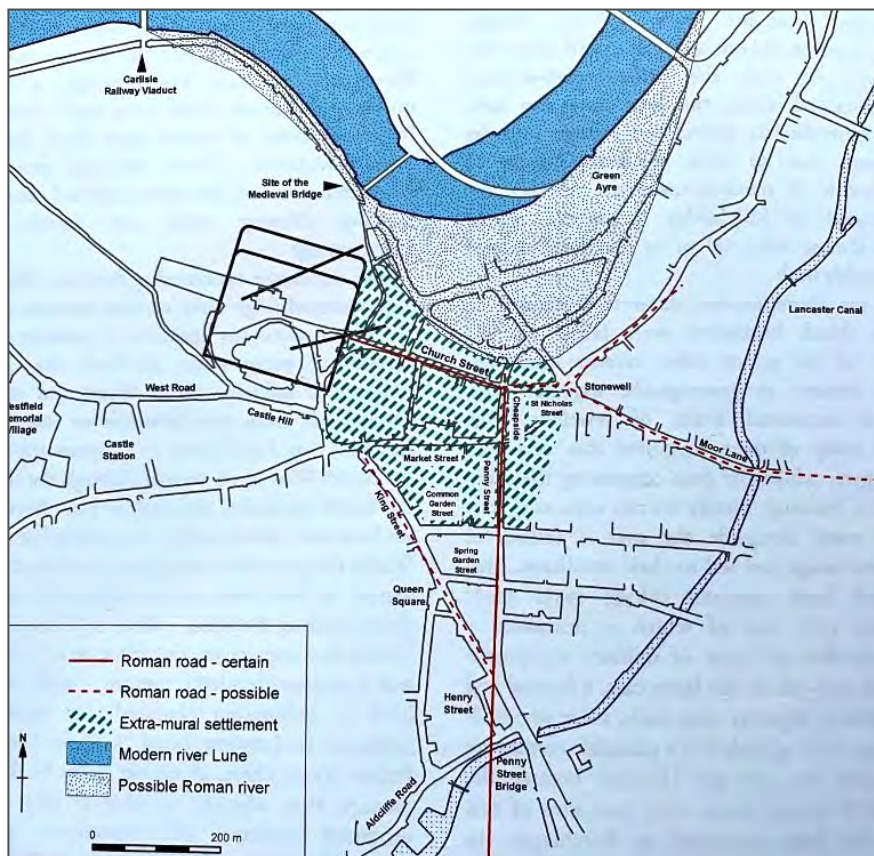 Carlisle
Railway Viaduct
Site of the
Medieval Bridge
Green
Ayre
Lancaster Canal
Church Street
Stonewell
St Nicholas
Street
Cheapside
West Road
Castle Hill
Westfield
Memorial
Village
Castle
Station
Moor Lane
Market Street
Penny Street
Common
Garden
Street
King Street
Spring
Garden
Street
Queen
Square
Henry
Street
Penny
Street
Bridge
Aldcliffe Road
Roman road - certain
Roman road - possible
Extra-mural settlement
Modern river Lune
Possible Roman river
N
0
200 m